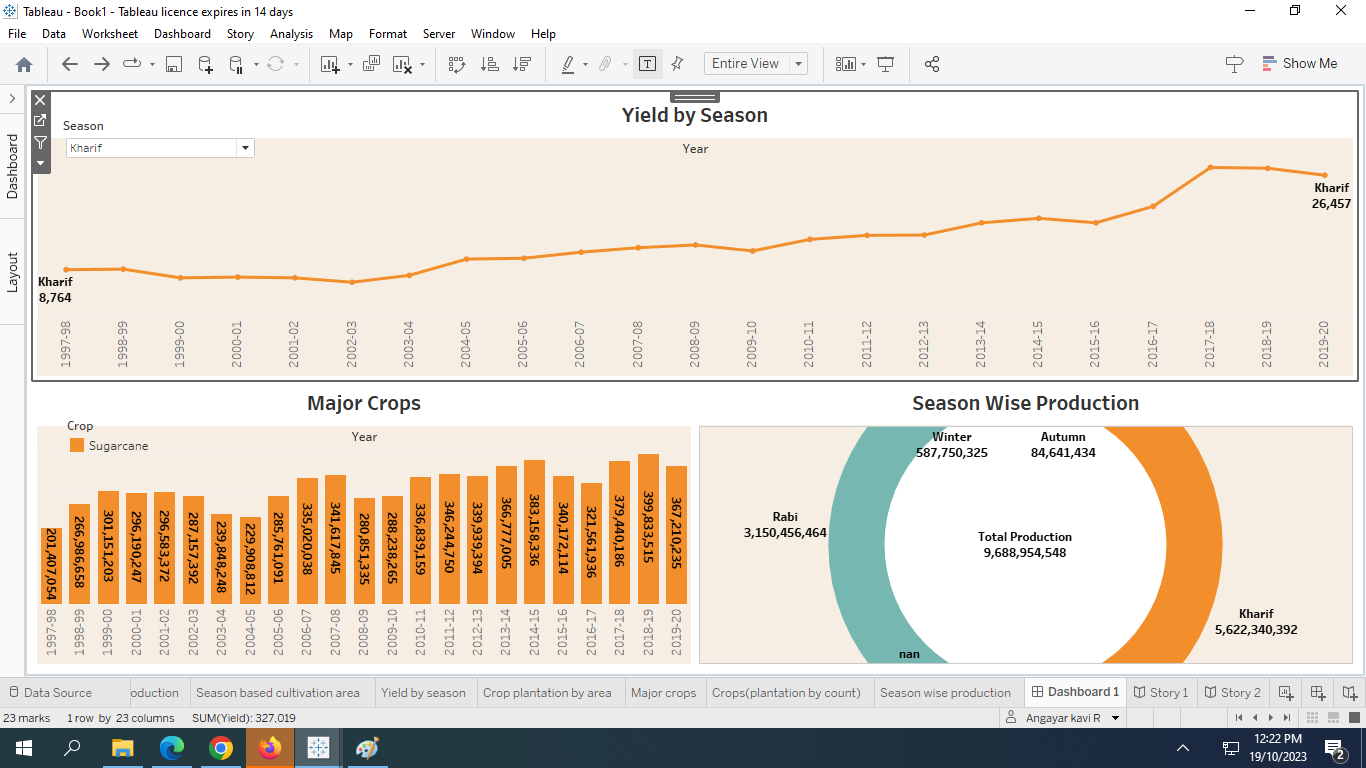 Tableau - Book1 - Tableau licence expires in 14 days
File Data Worksheet Dashboard Story Analysis Map Format Server Window Help
Entire View
Show Me
Dashboard
Layout
Yield by Season
Season
Kharif
Year
Kharif
26,457
Kharif
8,764
1997-98 1998-99 1999-00 2000-01 2001-02 2002-03 2003-04 2004-05 2005-06 2006-07 2007-08 2008-09 2009-10 2010-11 2011-12 2012-13 2013-14 2014-15 2015-16 2016-17 2017-18 2018-19 2019-20
Major Crops
Crop
Sugarcane
Year
201,407,054 266,986,658 301,151,203 296,190,247 296,583,372 287,157,392 239,848,248 229,908,812 285,761,091 335,020,038 341,617,845 280,851,335 288,238,265 336,839,159 346,244,750 339,939,394 366,777,005 383,158,336 340,172,114 321,561,936 379,440,186 399,833,515 367,210,235
1997-98 1998-99 1999-00 2000-01 2001-02 2002-03 2003-04 2004-05 2005-06 2006-07 2007-08 2008-09 2009-10 2010-11 2011-12 2012-13 2013-14 2014-15 2015-16 2016-17 2017-18 2018-19 2019-20
Season Wise Production
Winter
587,750,325
Autumn
84,641,434
Rabi
3,150,456,464
Total Production
9,688,954,548
Kharif
5,622,340,392
nan
Data Source oduction Season based cultivation area Yield by season Crop plantation by area Major crops Crops(plantation by count) Season wise production Dashboard 1 Story 1 Story 2
23 marks 1 row by 23 columns SUM(Yield): 327,019 Angayar kavi R
12:22 PM
19/10/2023
2